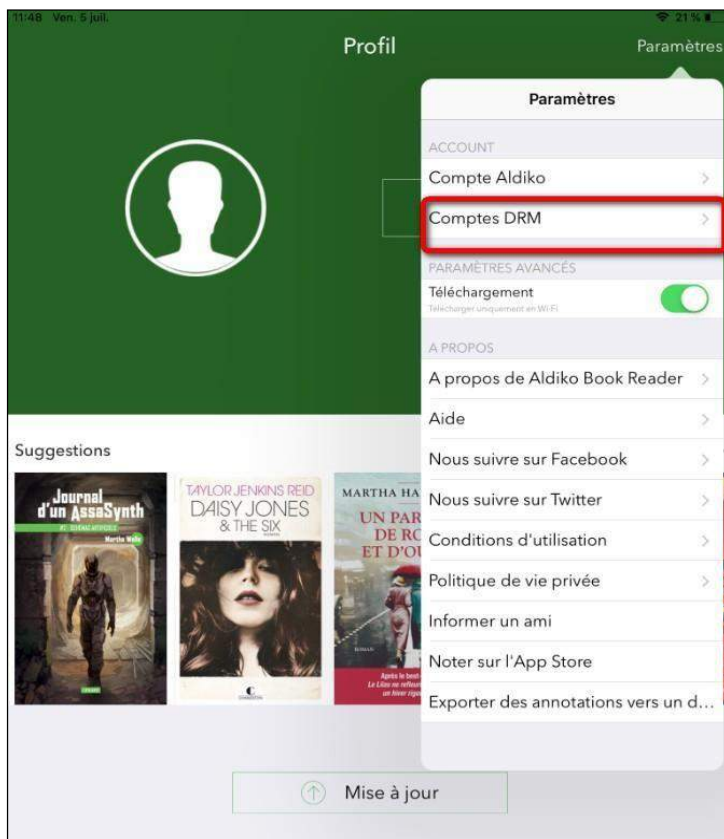 11:48 Ven. 5 juil.
21 %
Profil
Paramètres
Paramètres
ACCOUNT
Compte Aldiko
Comptes DRM
PARAMÈTRES AVANCÉS
Téléchargement
Télécharger uniquement en Wi-Fi
A PROPOS
A propos de Aldiko Book Reader
Aide
Nous suivre sur Facebook
Nous suivre sur Twitter
Conditions d'utilisation
Politique de vie privée
Informer un ami
Noter sur l'App Store
Exporter des annotations vers un d...
Suggestions
Journal
d'un AssaSynth
Martha Wells
TAYLOR JENKINS REID
DAISY JONES
& THE SIX
MARTHA HA
UN PAR
DE RO
ET D'OU
ROMAN
Après le best-
Mise à jour